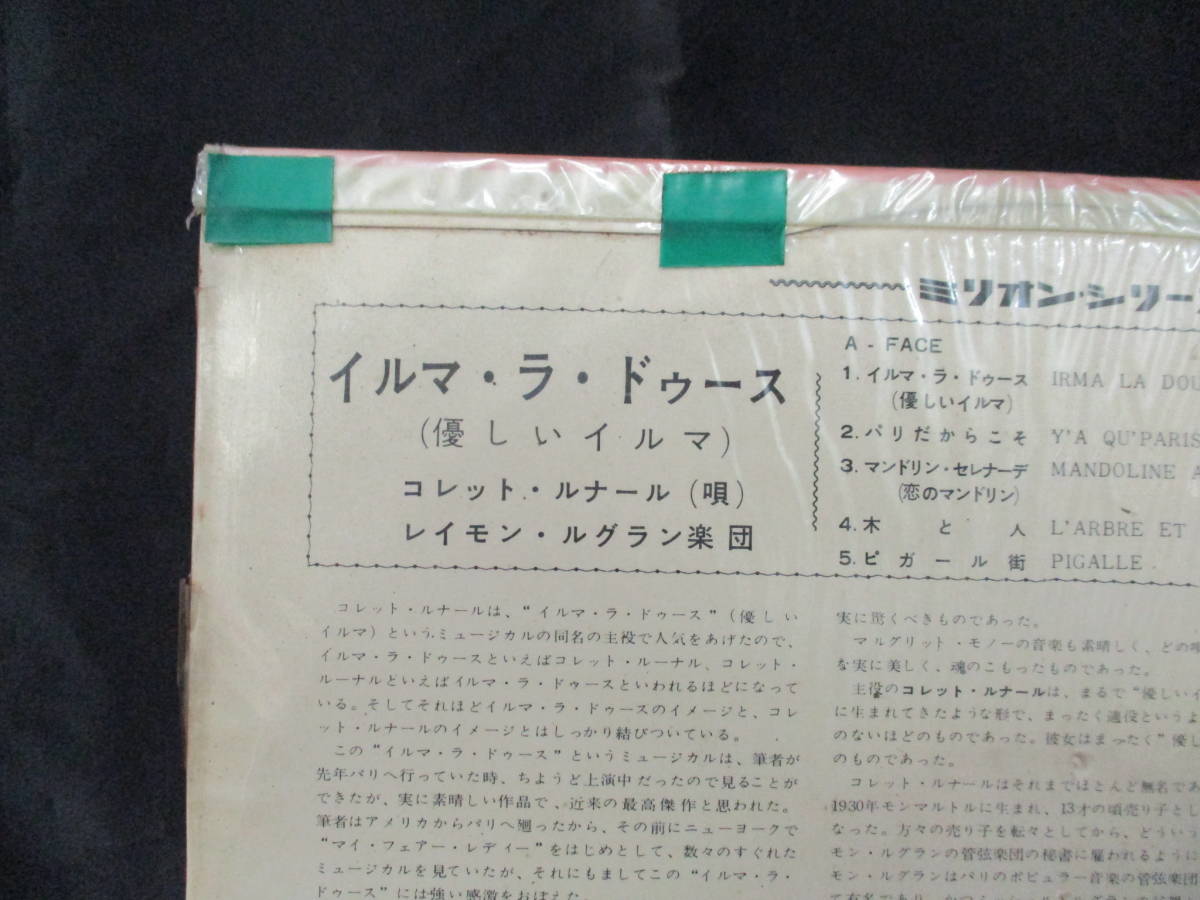 ミリオン・シリー
イルマ・ラ・ドゥース
(優しいイルマ)
コレット・ルナール(唄)
レイモン・ルグラン楽団
A - FACE
1. イルマ・ラ・ドゥース IRMA LA DOU
(優しいイルマ)
2. パリだからこそ Y'A QU'PARIS
3. マンドリン・セレナーデ MANDOLINE A
(恋のマンドリン)
4. 木と人 L'ARBRE ET
5. ピガール街 PIGALLE
コレット・ルナールは、“イルマ・ラ・ドゥース”(優しい
イルマ)というミュージカルの同名の主役で人気をあげたので、
イルマ・ラ・ドゥースといえばコレット・ルーナル、コレット・
ルーナルといえばイルマ・ラ・ドゥースといわれるほどになって
いる。そしてそれほどイルマ・ラ・ドゥースのイメージと、コレ
ット・ルナールのイメージとはしっかり結びついている。
この“イルマ・ラ・ドゥース”というミュージカルは、筆者が
先年パリへ行っていた時、ちようど上演中だったので見ることが
できたが、実に素晴しい作品で、近来の最高傑作と思われた。
筆者はアメリカからパリへ廻ったから、その前にニューヨークで
“マイ・フェアー・レディー”をはじめとして、数々のすぐれた
ミュージカルを見ていたが、それにもましてこの“イルマ・ラ・
ドゥース”には強い感激をおぼえた
実に驚くべきものであった。
マルグリット・モノーの音楽も素晴しく、どの
な実に美しく、魂のこもったものであった。
主役のコレット・ルナールは、まるで“優しいイ
に生まれてきたような形で、まったく適役というよ
のないほどのものであった。彼女はまったく“優し
のものであった。
コレット・ルナールはそれまでほとんど無名であ
1930年モンマルトルに生まれ、13才の頃売り子とし
なった。方々の売り子を転々としてから、どういう
モン・ルグランの管弦楽団の秘書に雇われるように
モン・ルグランはパリのポピュラー音楽の管弦楽団